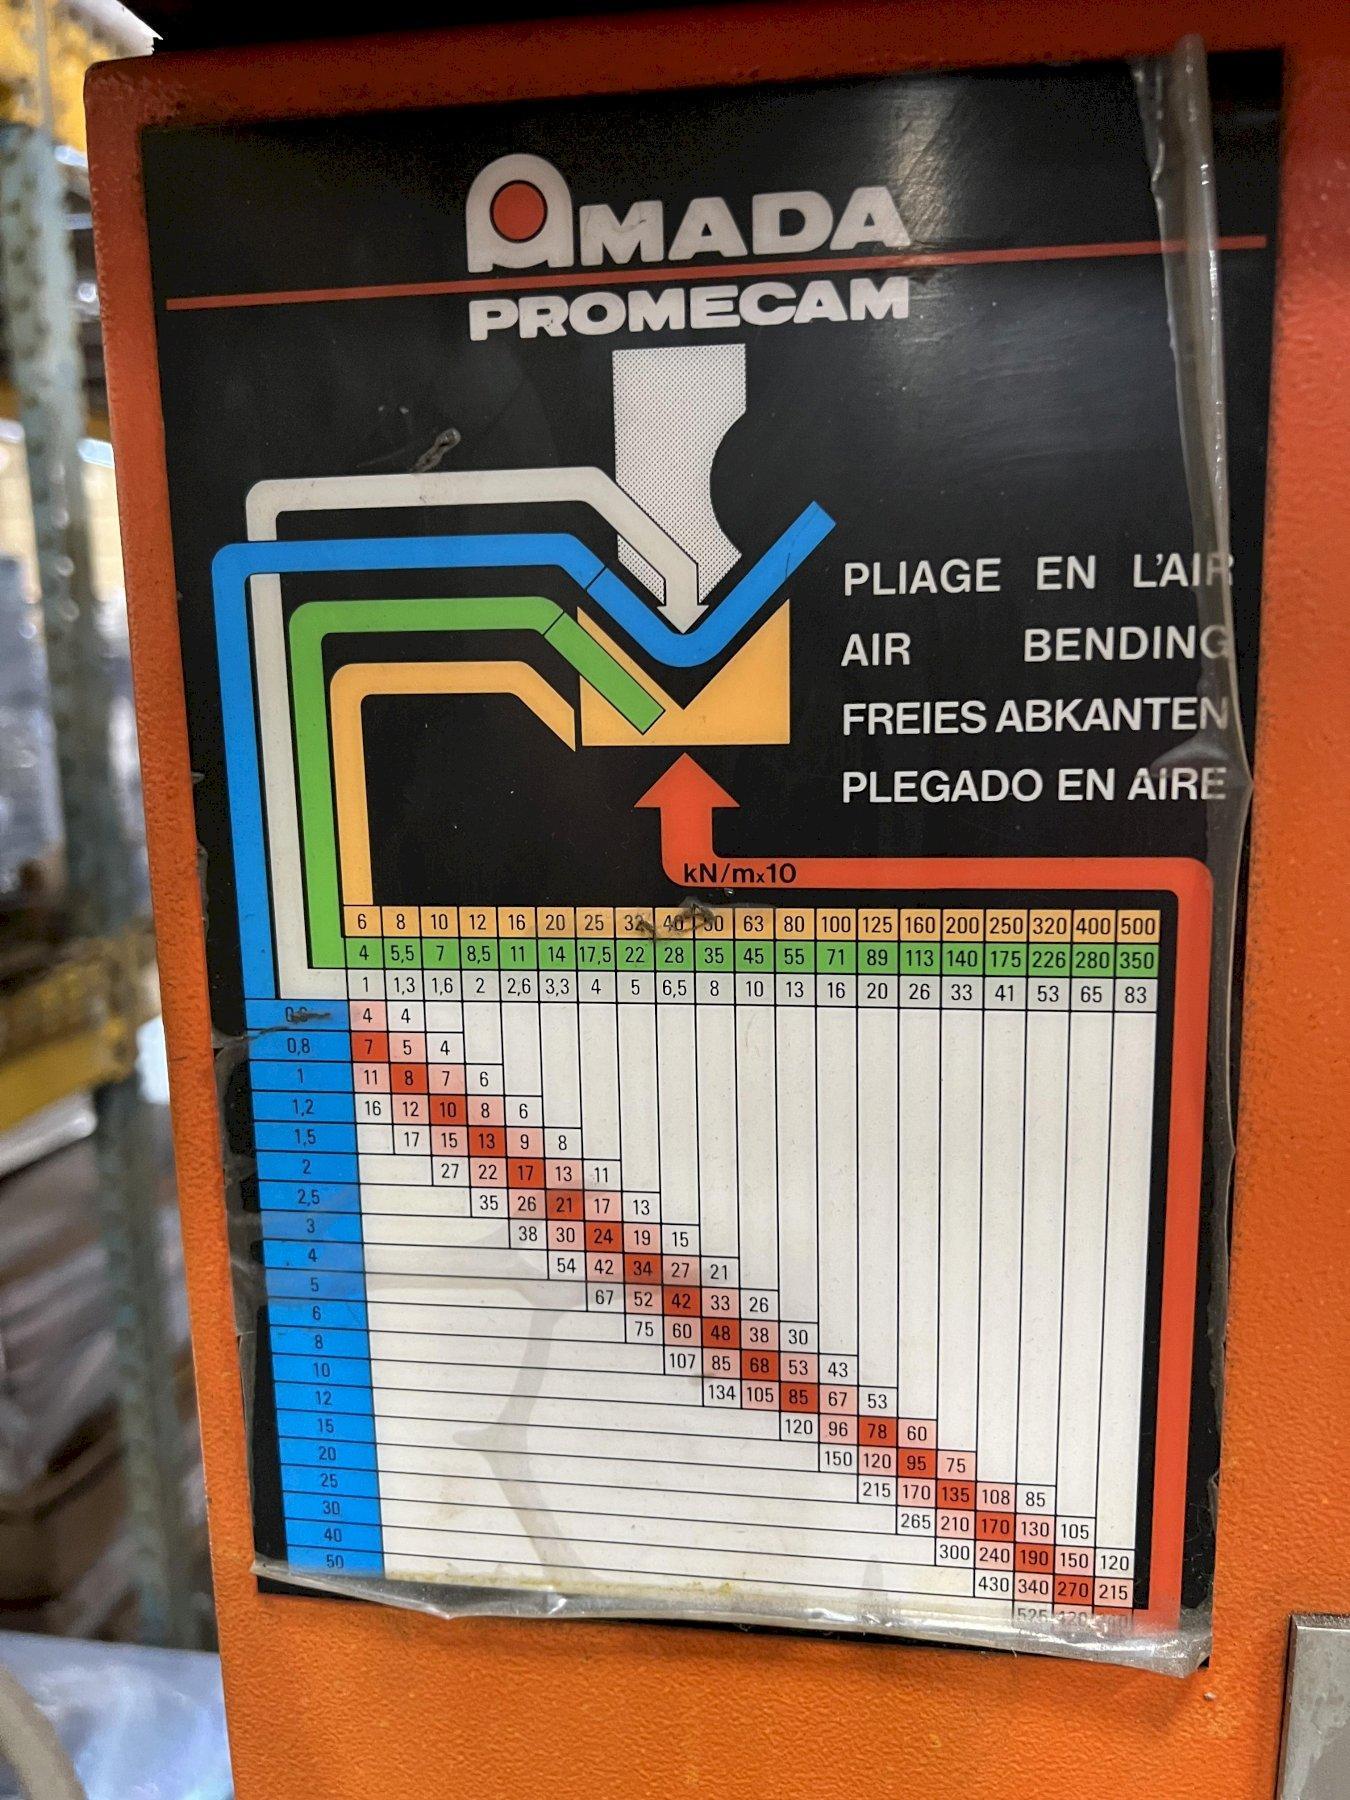 AMADA
PROMECAM
PLIAGE EN L'AIR
AIR BENDING
FREIES ABKANTEN
PLEGADO EN AIRE
kN/mx10
6 8 10 12 16 20 25 32 40 50 63 80 100 125 160 200 250 320 400 500
4 5,5 7 8,5 11 14 17,5 22 28 35 45 55 71 89 113 140 175 226 280 350
1 1,3 1,6 2 2,6 3,3 4 5 6,5 8 10 13 16 20 26 33 41 53 65 83
4 4
0,8 7 5 4
1 11 8 7 6
1,2 16 12 10 8 6
1,5 17 15 13 9 8
2 27 22 17 13 11
2,5 35 26 21 17 13
3 38 30 24 19 15
4 54 42 34 27 21
5 67 52 42 33 26
6 75 60 48 38 30
8 107 85 68 53 43
10 134 105 85 67 53
12 120 96 78 60
15 150 120 95 75
20 215 170 135 108 85
25 265 210 170 130 105
30 300 240 190 150 120
40 430 340 270 215
50 525 420